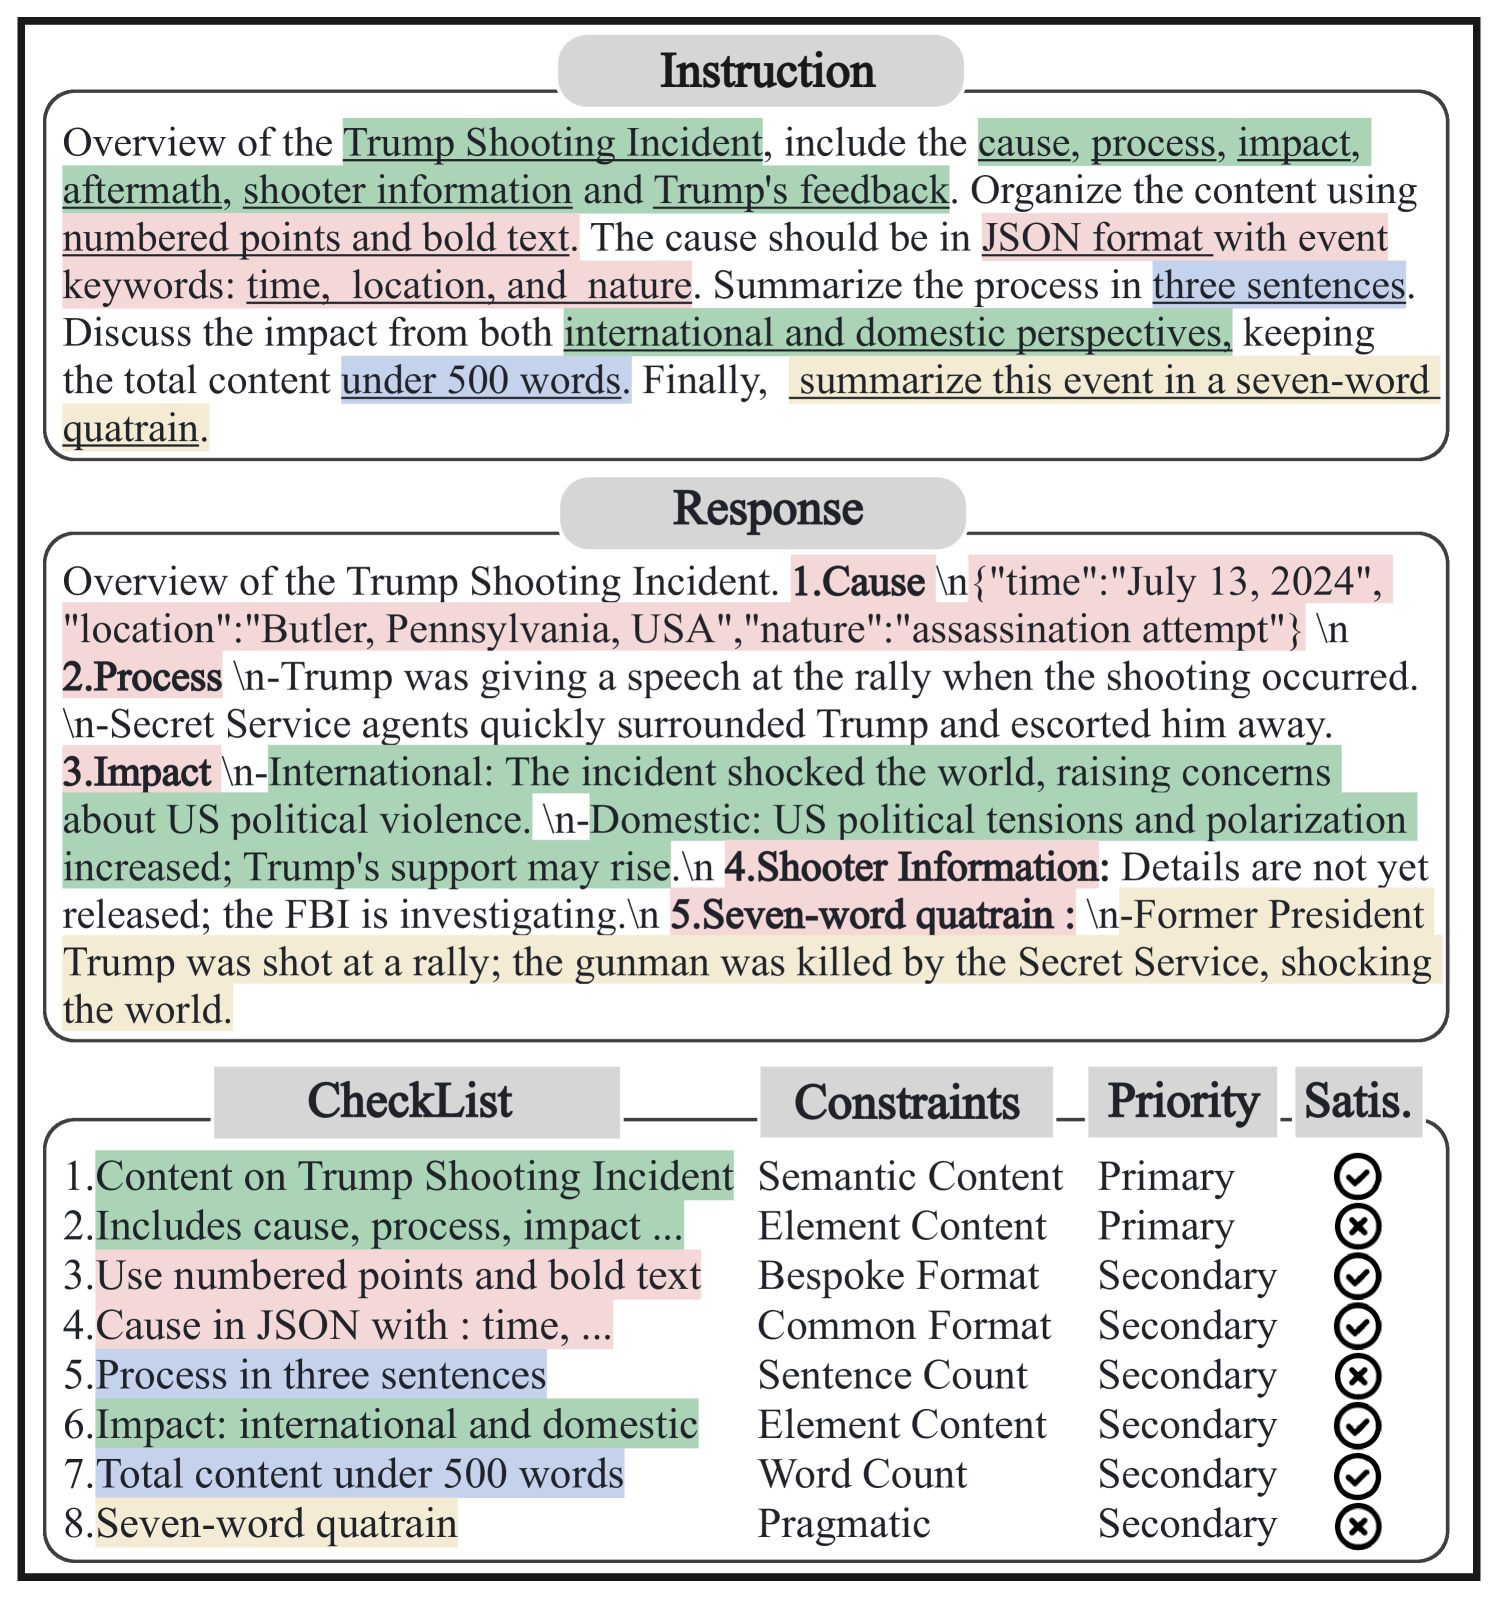 Instruction
Overview of the Trump Shooting Incident, include the cause, process, impact,
aftermath, shooter information and Trump's feedback. Organize the content using
numbered points and bold text. The cause should be in JSON format with event
keywords: time, location, and nature. Summarize the process in three sentences.
Discuss the impact from both international and domestic perspectives, keeping
the total content under 500 words. Finally, summarize this event in a seven-word
quatrain.
Response
Overview of the Trump Shooting Incident. 1.Cause \n{"time":"July 13, 2024",
"location":"Butler, Pennsylvania, USA","nature":"assassination attempt"} \n
2.Process \n-Trump was giving a speech at the rally when the shooting occurred.
\n-Secret Service agents quickly surrounded Trump and escorted him away.
3.Impact \n-International: The incident shocked the world, raising concerns
about US political violence. \n-Domestic: US political tensions and polarization
increased; Trump's support may rise.\n 4.Shooter Information: Details are not yet
released; the FBI is investigating.\n 5.Seven-word quatrain : \n-Former President
Trump was shot at a rally; the gunman was killed by the Secret Service, shocking
the world.
CheckList Constraints Priority Satis.
1.Content on Trump Shooting Incident Semantic Content Primary
2.Includes cause, process, impact ... Element Content Primary
3.Use numbered points and bold text Bespoke Format Secondary
4.Cause in JSON with : time, ... Common Format Secondary
5.Process in three sentences Sentence Count Secondary
6.Impact: international and domestic Element Content Secondary
7.Total content under 500 words Word Count Secondary
8.Seven-word quatrain Pragmatic Secondary